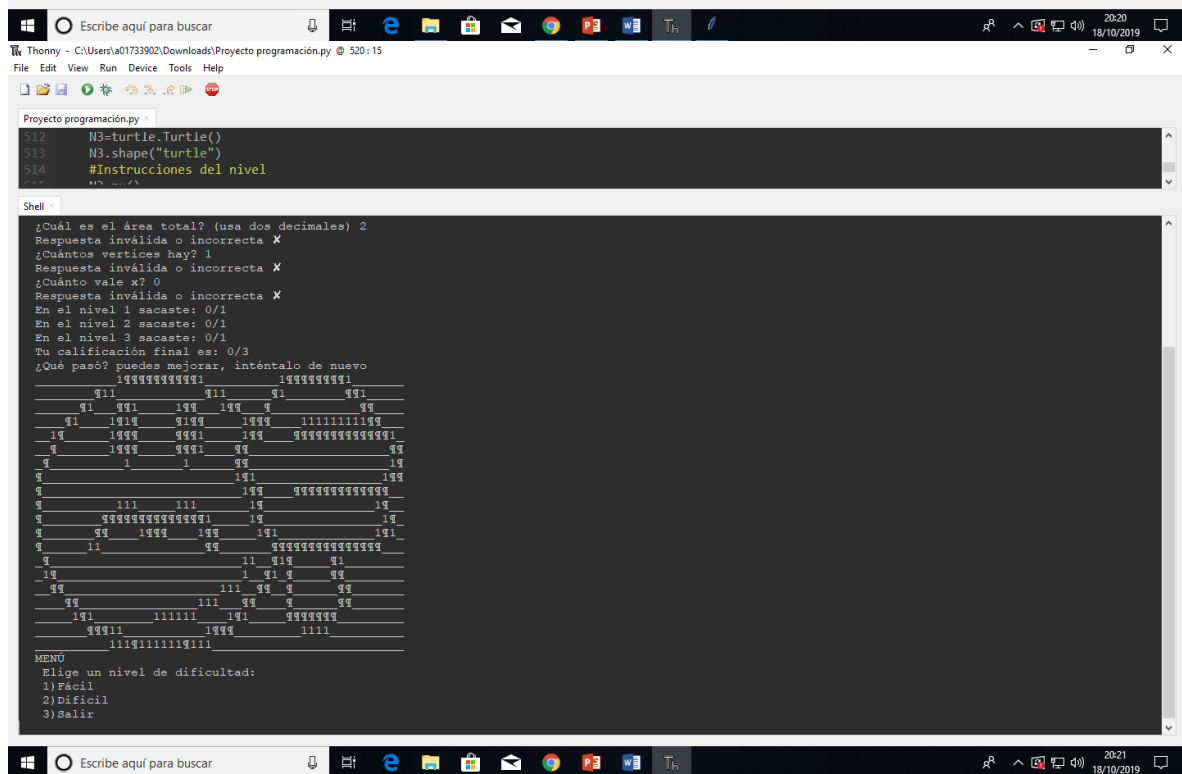 Escribe aquí para buscar
20:20
18/10/2019
Thonny - C:\Users\a01733902\Downloads\Proyecto programación.py @ 520:15
File Edit View Run Device Tools Help
Proyecto programación.py
512 N3=turtle.Turtle()
513 N3.shape("turtle")
514 #Instrucciones del nivel
Shell
¿Cuál es el área total? (usa dos decimales) 2
Respuesta inválida o incorrecta ✘
¿Cuántos vertices hay? 1
Respuesta inválida o incorrecta ✘
¿Cuánto vale x? 0
Respuesta inválida o incorrecta ✘
En el nivel 1 sacaste: 0/1
En el nivel 2 sacaste: 0/1
En el nivel 3 sacaste: 0/1
Tu calificación final es: 0/3
¿Qué pasó? puedes mejorar, inténtalo de nuevo
MENÚ
Elige un nivel de dificultad:
1)Fácil
2)Dificil
3)Salir
Escribe aquí para buscar
20:21
18/10/2019